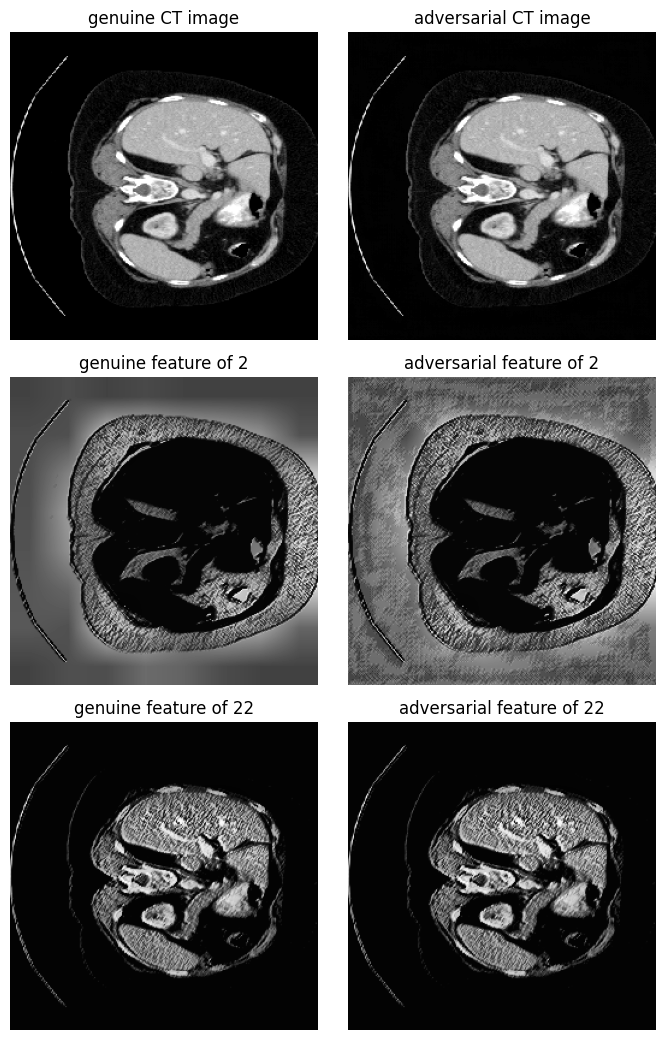 genuine CT image
adversarial CT image
genuine feature of 2
adversarial feature of 2
genuine feature of 22
adversarial feature of 22